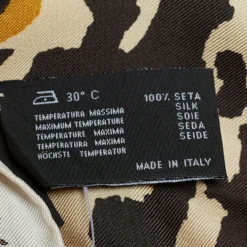 30° C
TEMPERATURA MASSIMA
MAXIMUM TEMPERATURE
TEMPERATURE MAXIMUM
TEMPERATURA MAXIMA
HÖCHSTE TEMPERATUR
100% SETA
SILK
SOIE
SEDA
SEIDE
MADE IN ITALY